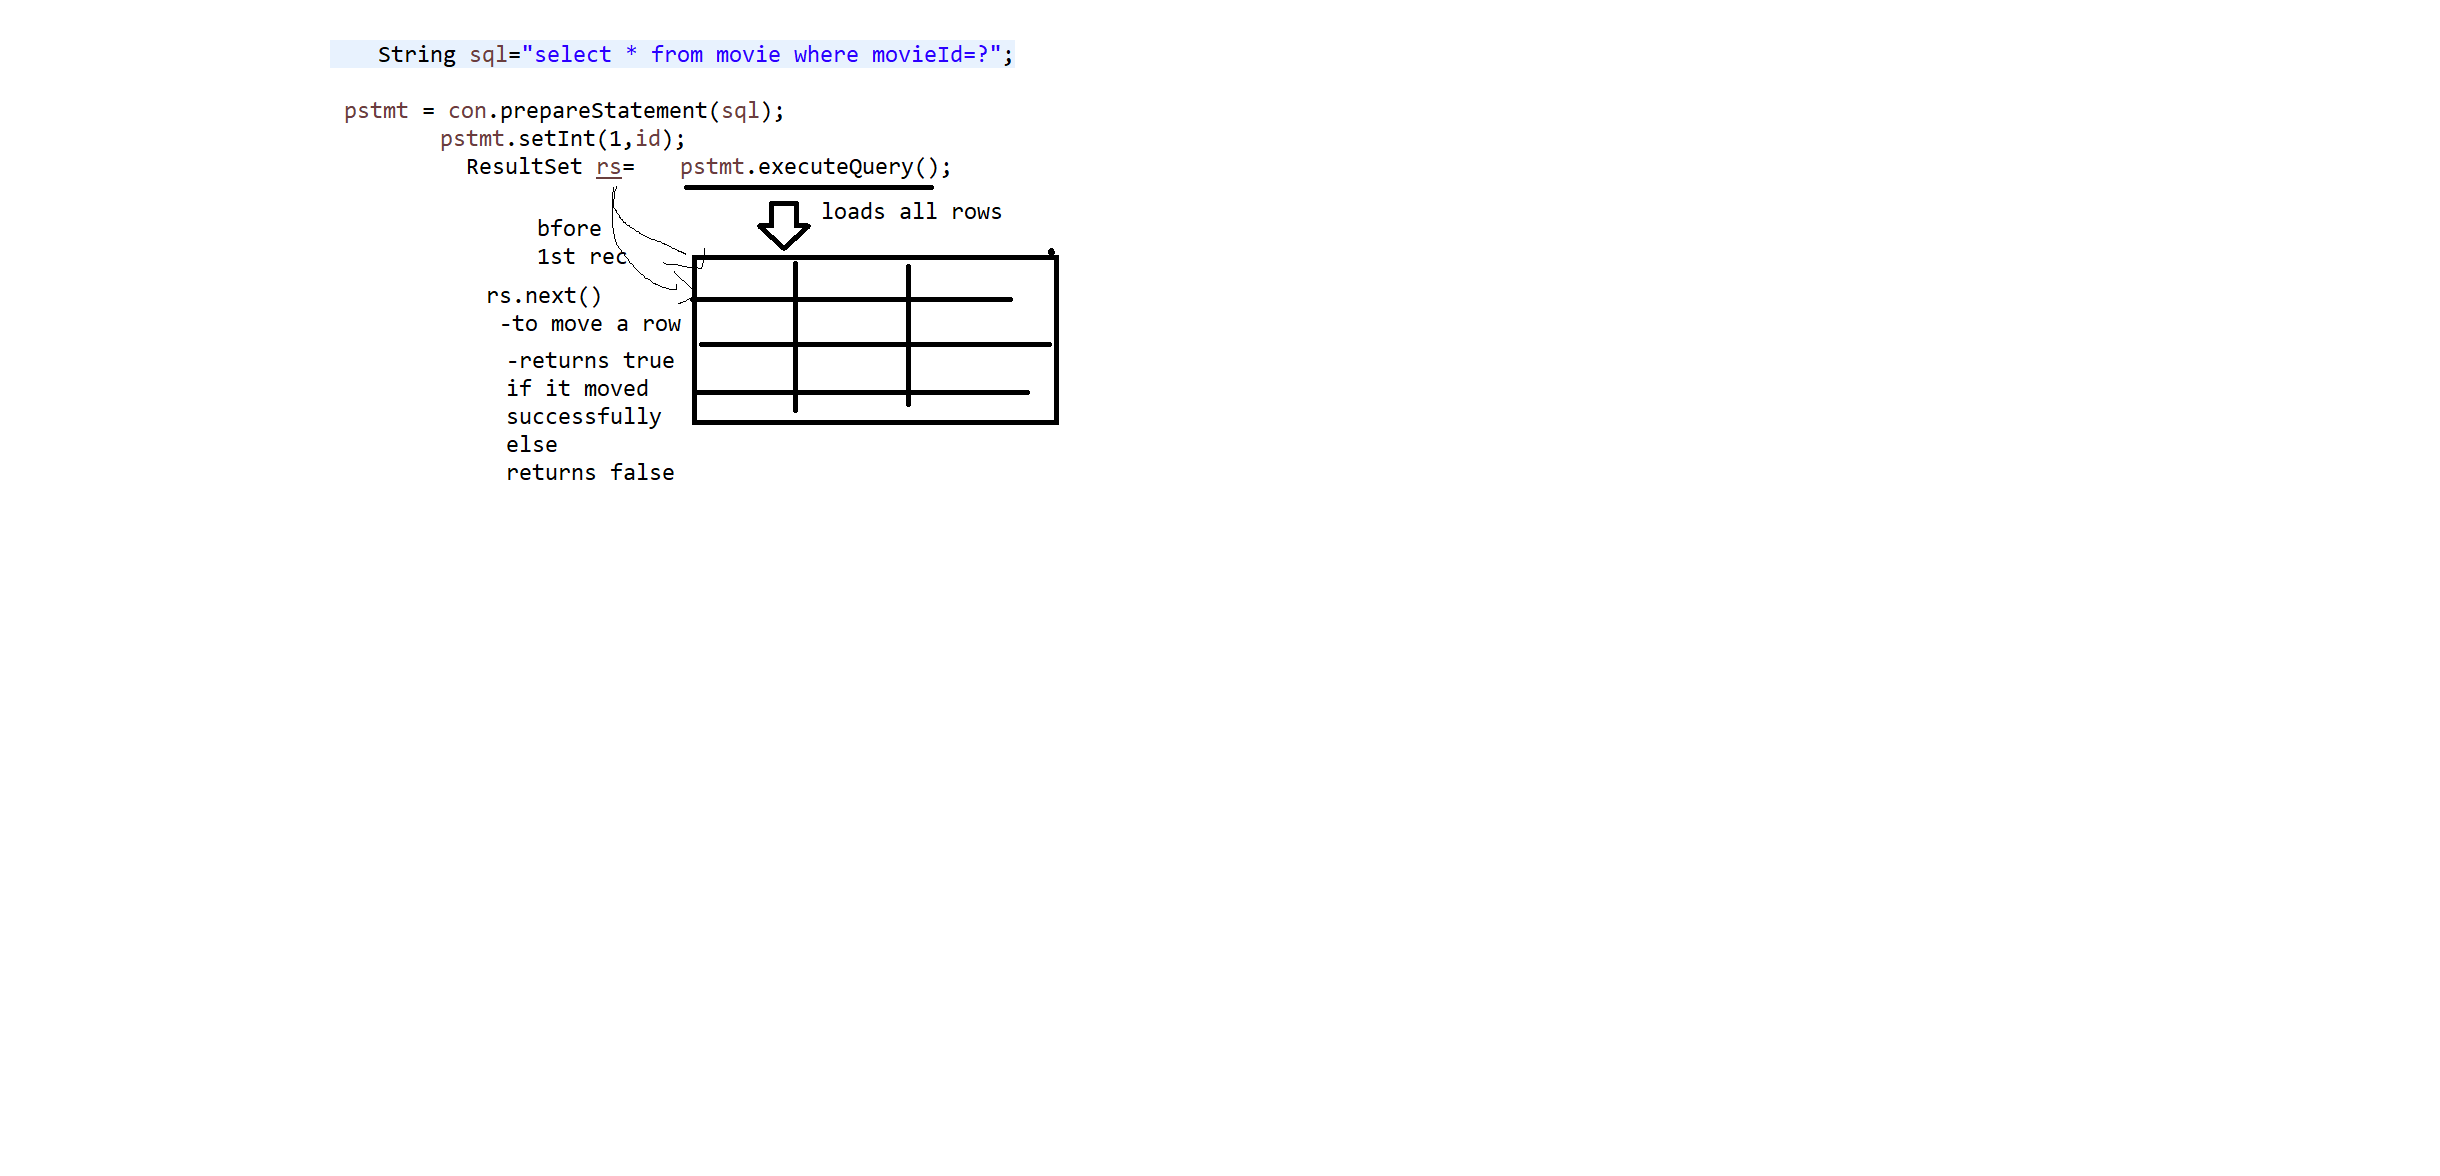 String sql="select * from movie where movieId=?";
pstmt = con.prepareStatement(sql);
pstmt.setInt(1,id);
ResultSet rs= pstmt.executeQuery();
loads all rows
bfore
1st rec
rs.next()
-to move a row
-returns true
if it moved
successfully
else
returns false